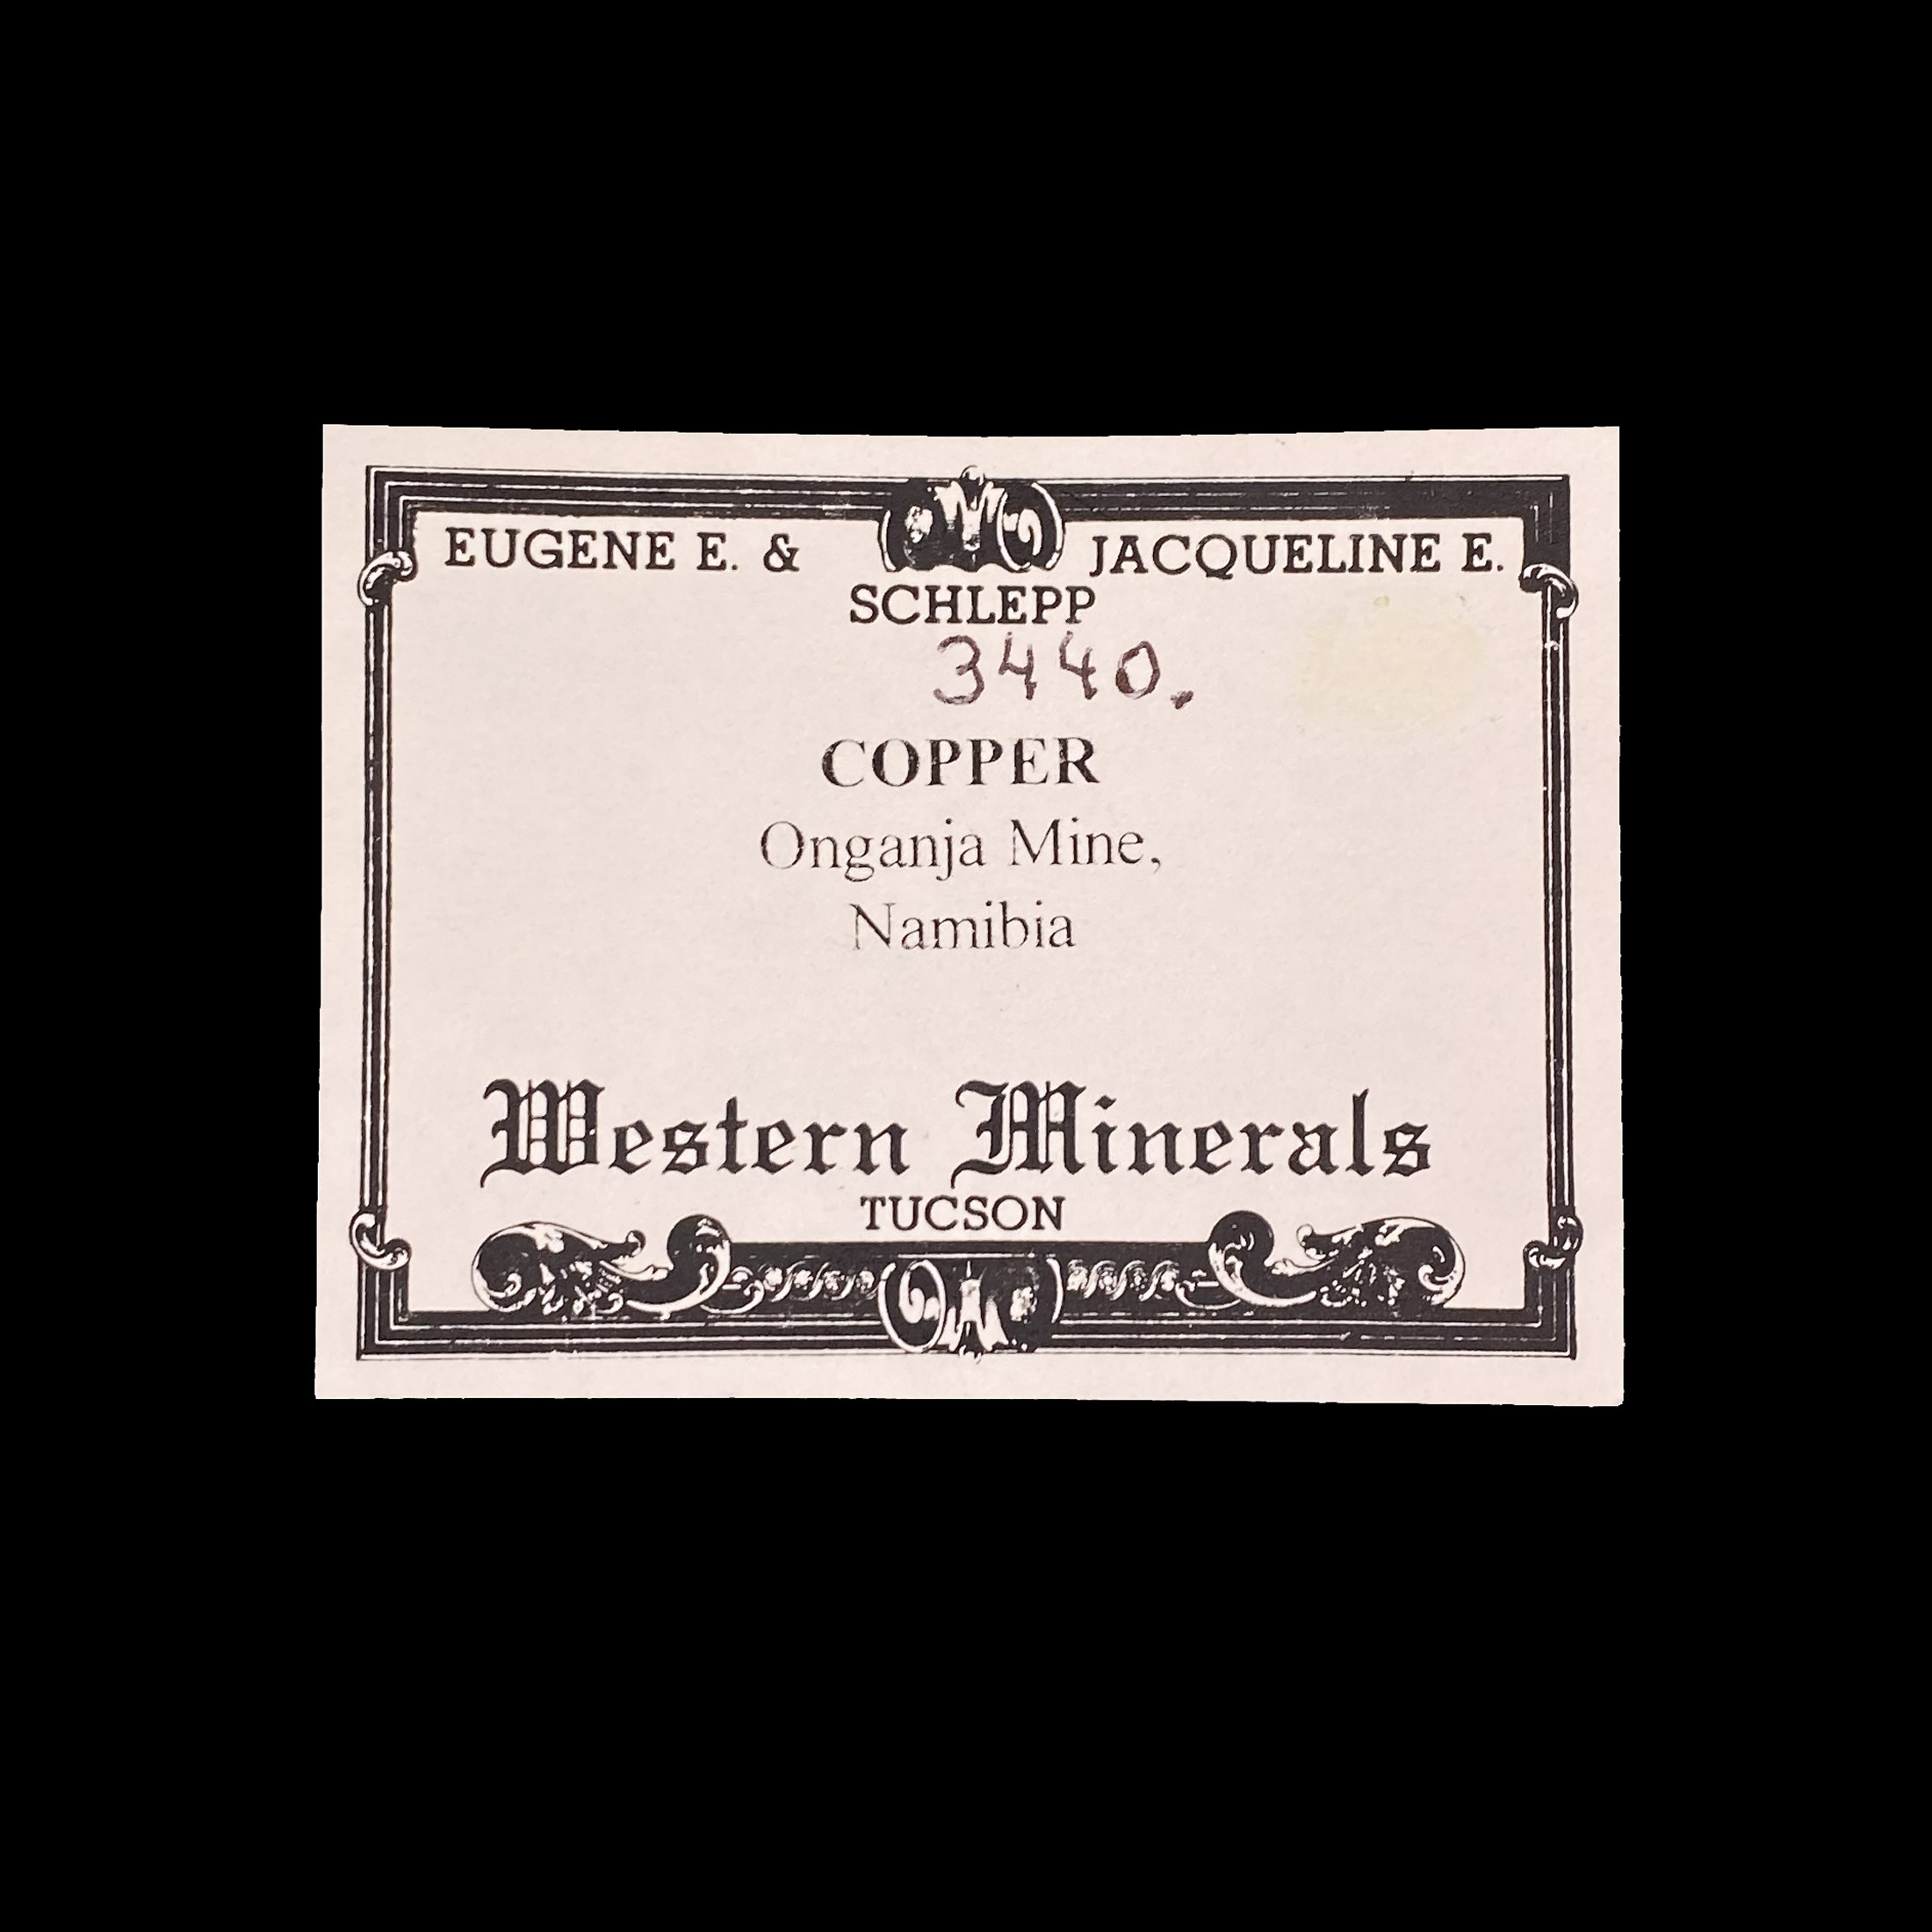 EUGENE E. & JACQUELINE E.
SCHLEPP
3440.
COPPER
Onganja Mine,
Namibia
Western Minerals
TUCSON